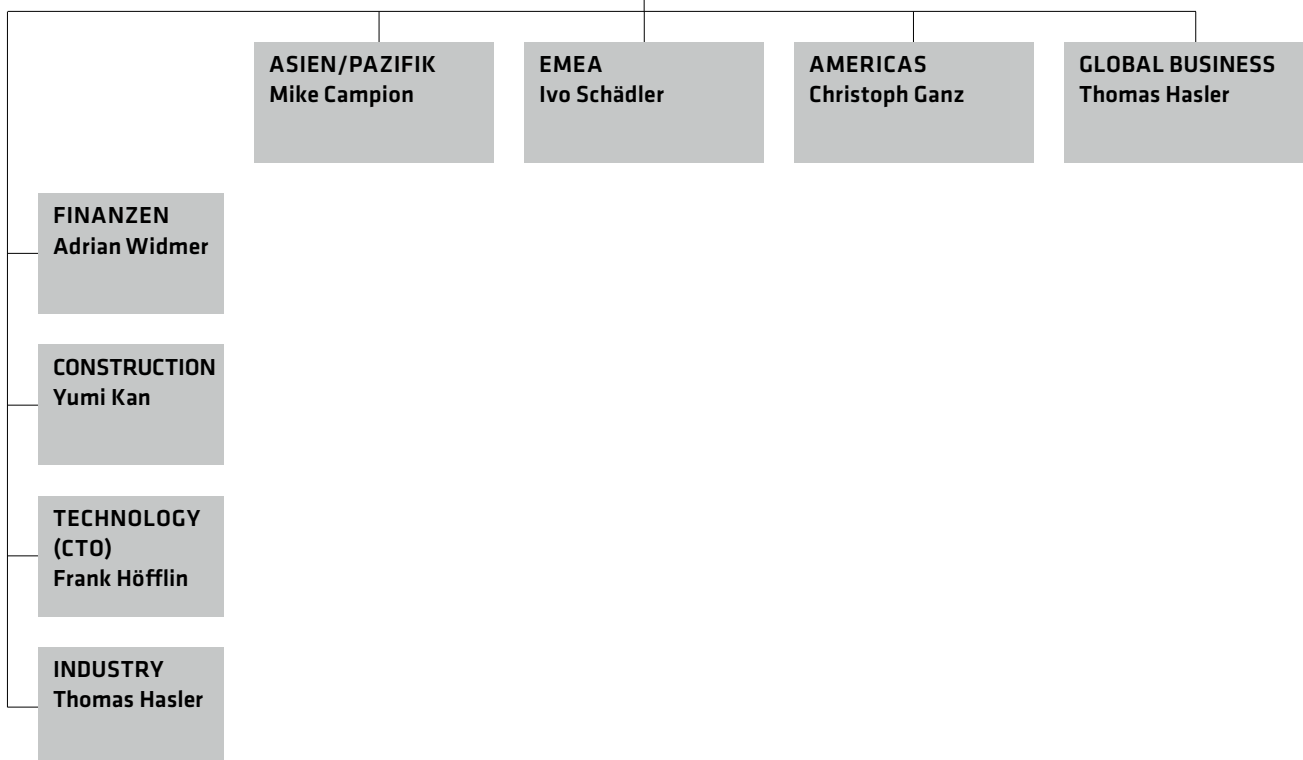 ASIEN/PAZIFIK
Mike Campion
EMEA
Ivo Schädler
AMERICAS
Christoph Ganz
GLOBAL BUSINESS
Thomas Hasler
FINANZEN
Adrian Widmer
CONSTRUCTION
Yumi Kan
TECHNOLOGY
(CTO)
Frank Höfflin
INDUSTRY
Thomas Hasler